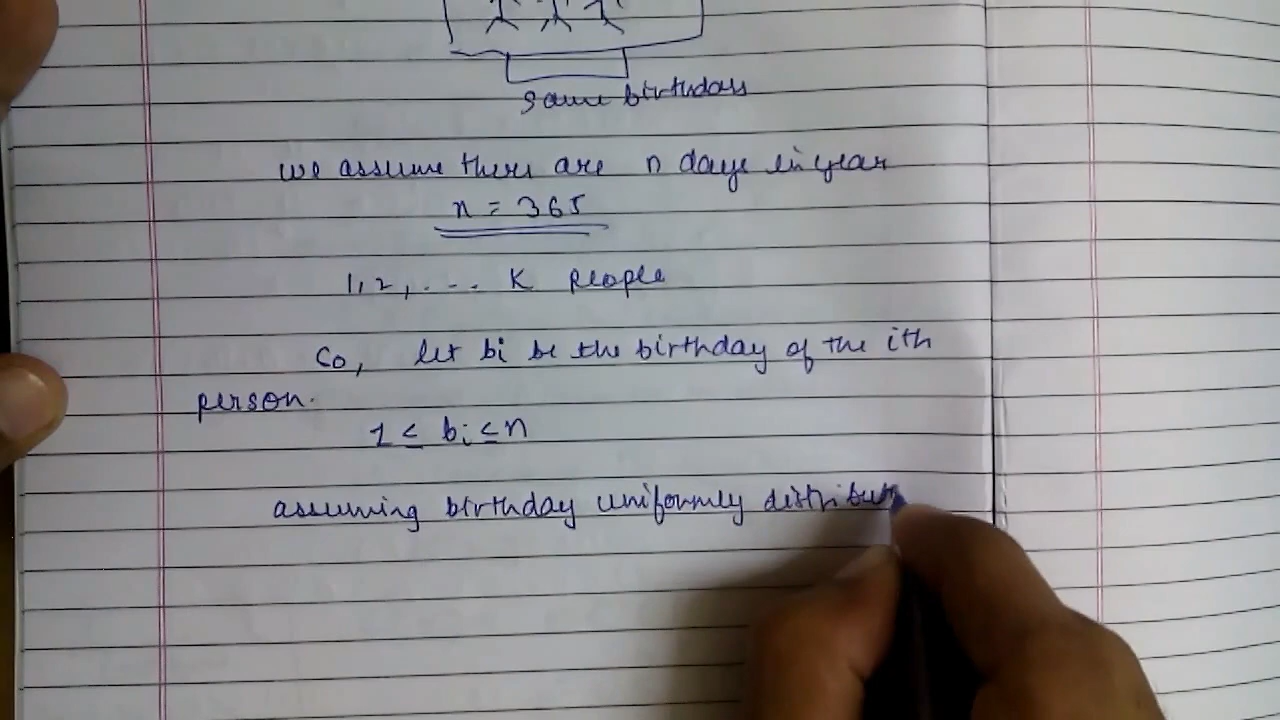 same birthdays
we assume there are n days in year
n = 365
1, 2, .... K people
So, let bi be the birthday of the ith
person.
1 ≤ bi ≤ n
assuming birthday uniformly distribut